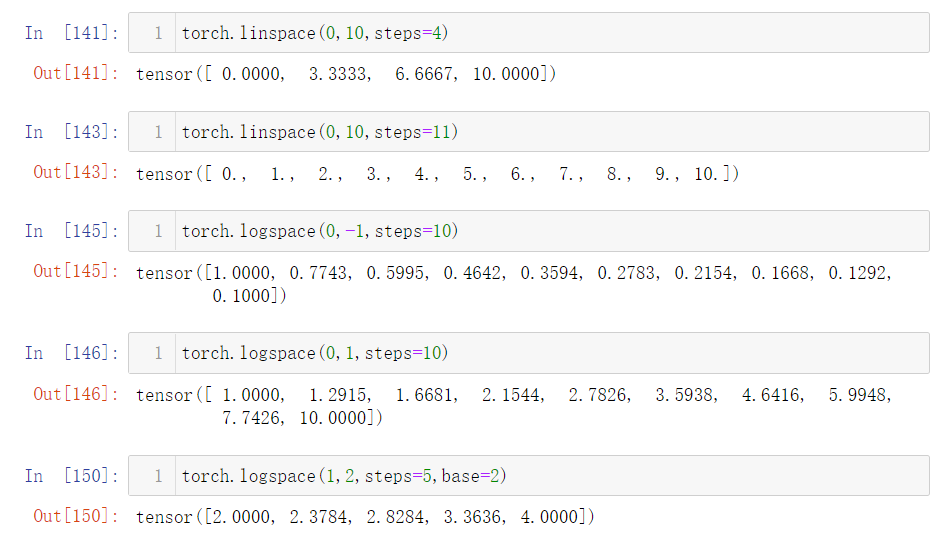 In [141]: 1 torch.linspace(0,10,steps=4)
Out[141]: tensor([ 0.0000, 3.3333, 6.6667, 10.0000])
In [143]: 1 torch.linspace(0,10,steps=11)
Out[143]: tensor([ 0., 1., 2., 3., 4., 5., 6., 7., 8., 9., 10.])
In [145]: 1 torch.logspace(0,-1,steps=10)
Out[145]: tensor([1.0000, 0.7743, 0.5995, 0.4642, 0.3594, 0.2783, 0.2154, 0.1668, 0.1292,
0.1000])
In [146]: 1 torch.logspace(0,1,steps=10)
Out[146]: tensor([ 1.0000, 1.2915, 1.6681, 2.1544, 2.7826, 3.5938, 4.6416, 5.9948,
7.7426, 10.0000])
In [150]: 1 torch.logspace(1,2,steps=5,base=2)
Out[150]: tensor([2.0000, 2.3784, 2.8284, 3.3636, 4.0000])